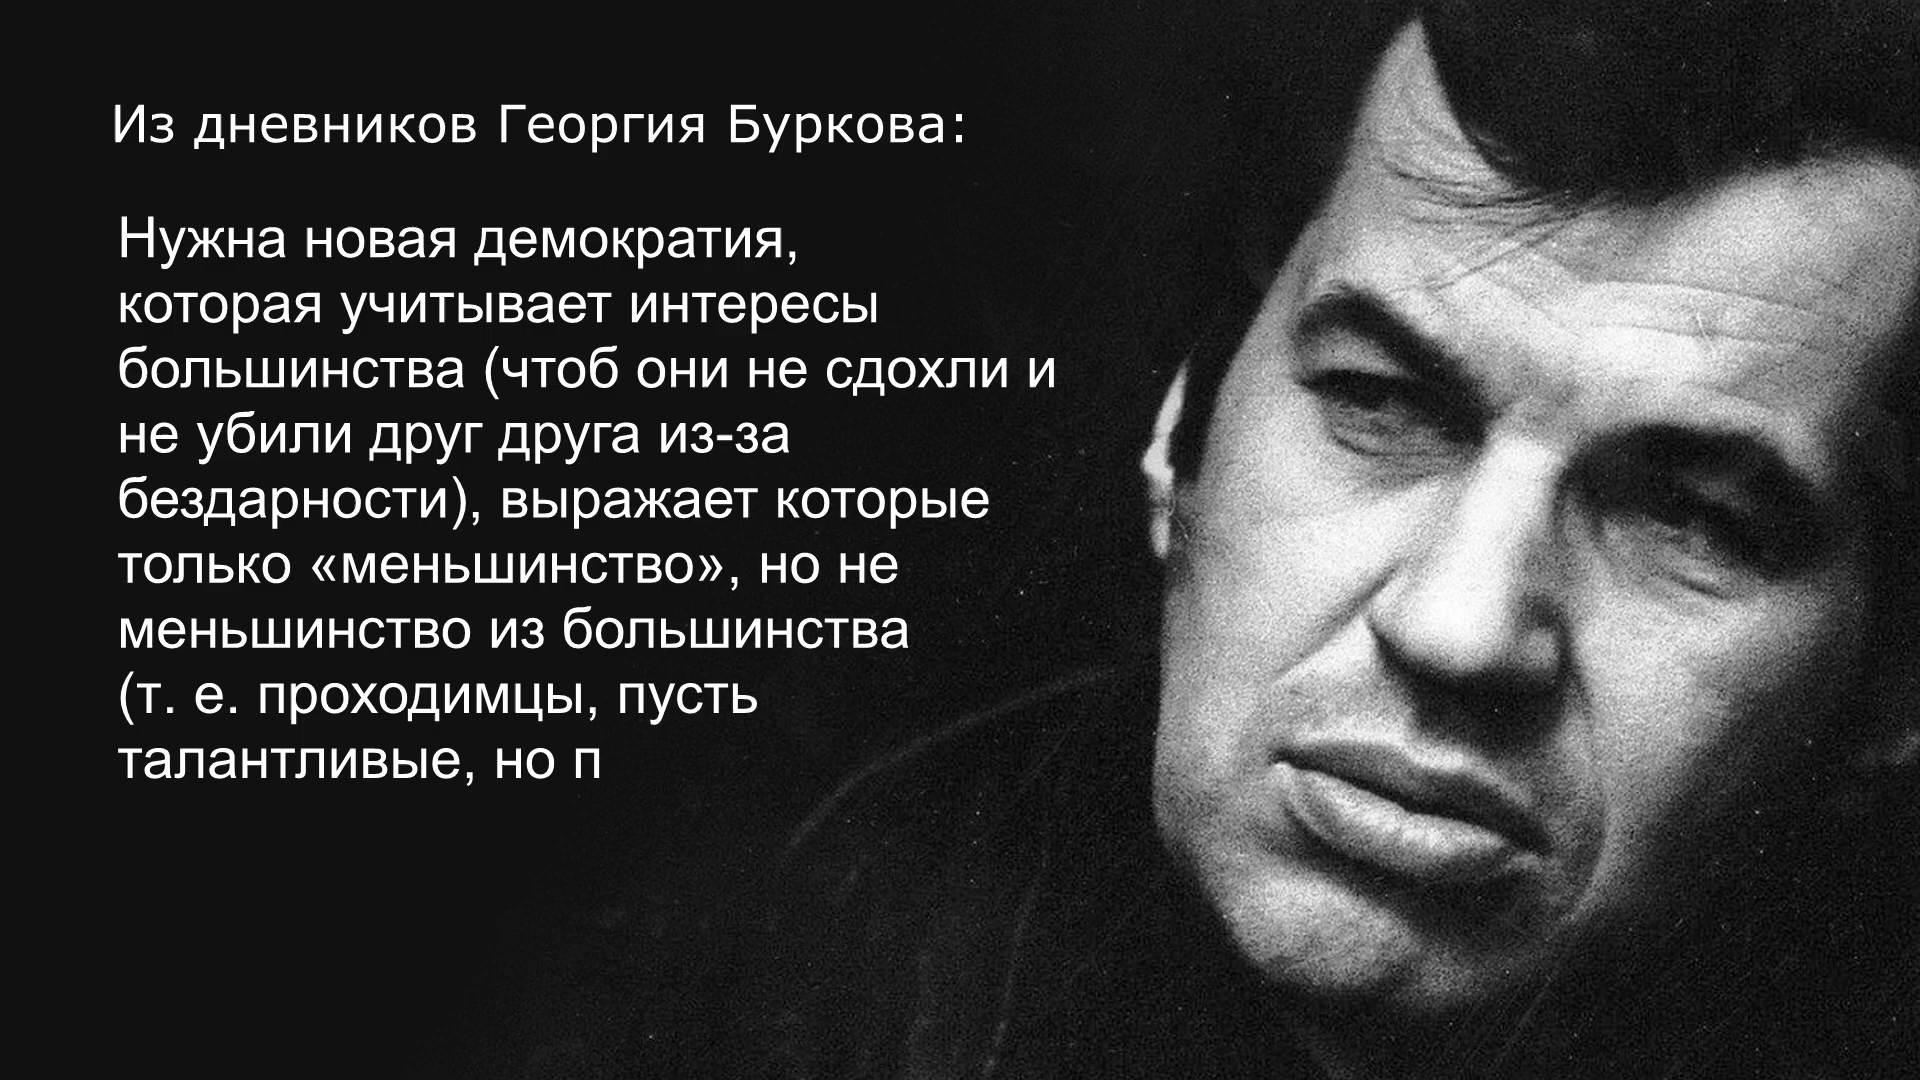 Из дневников Георгия Буркова:
Нужна новая демократия,
которая учитывает интересы
большинства (чтоб они не сдохли и
не убили друг друга из-за
бездарности), выражает которые
только «меньшинство», но не
меньшинство из большинства
(т. е. проходимцы, пусть
талантливые, но п